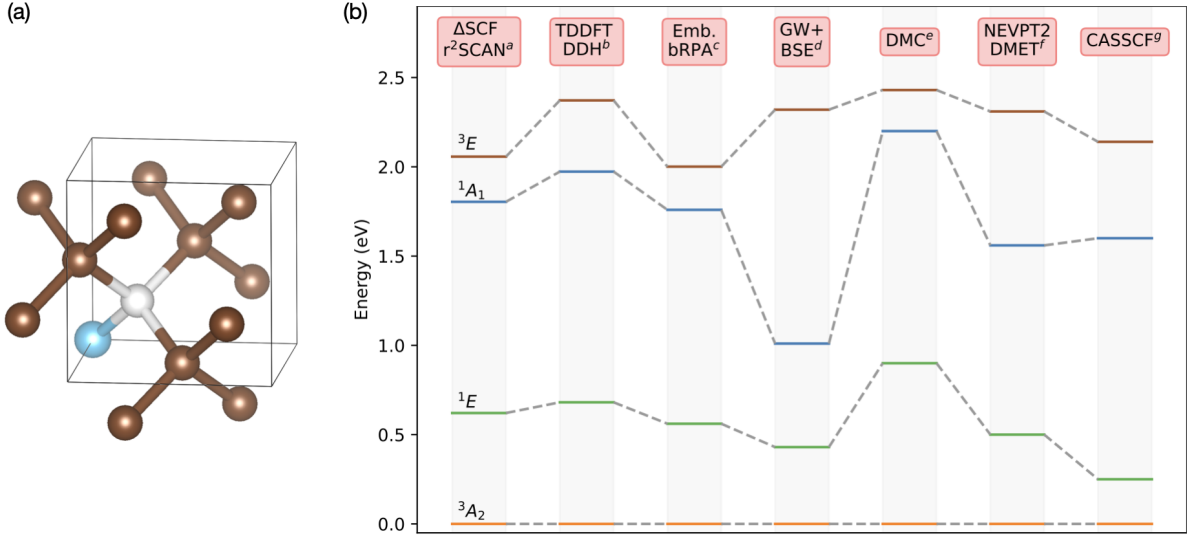 (a)
(b)
ΔSCF
r²SCANᵃ
TDDFT
DDHᵇ
Emb.
bRPAᶜ
GW+
BSEᵈ
DMCᵉ
NEVPT2
DMETᶠ
CASSCFᵍ
Energy (eV)
2.5
2.0
1.5
1.0
0.5
0.0
³E
¹A₁
¹E
³A₂